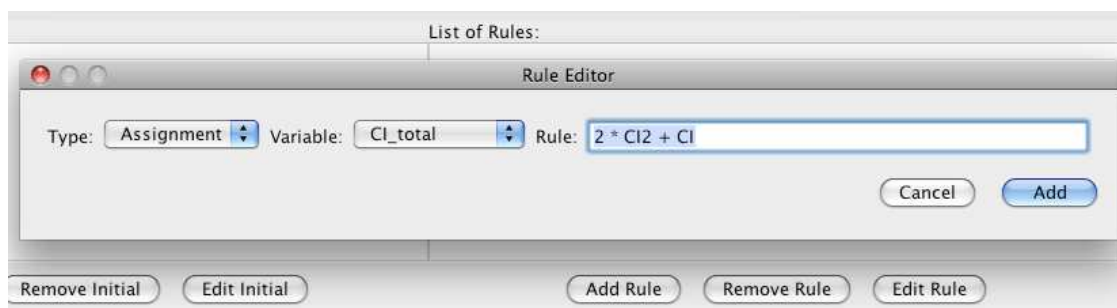 List of Rules:
Rule Editor
Type: Assignment Variable: CI_total Rule: 2 * CI2 + CI
Cancel Add
Remove Initial Edit Initial Add Rule Remove Rule Edit Rule